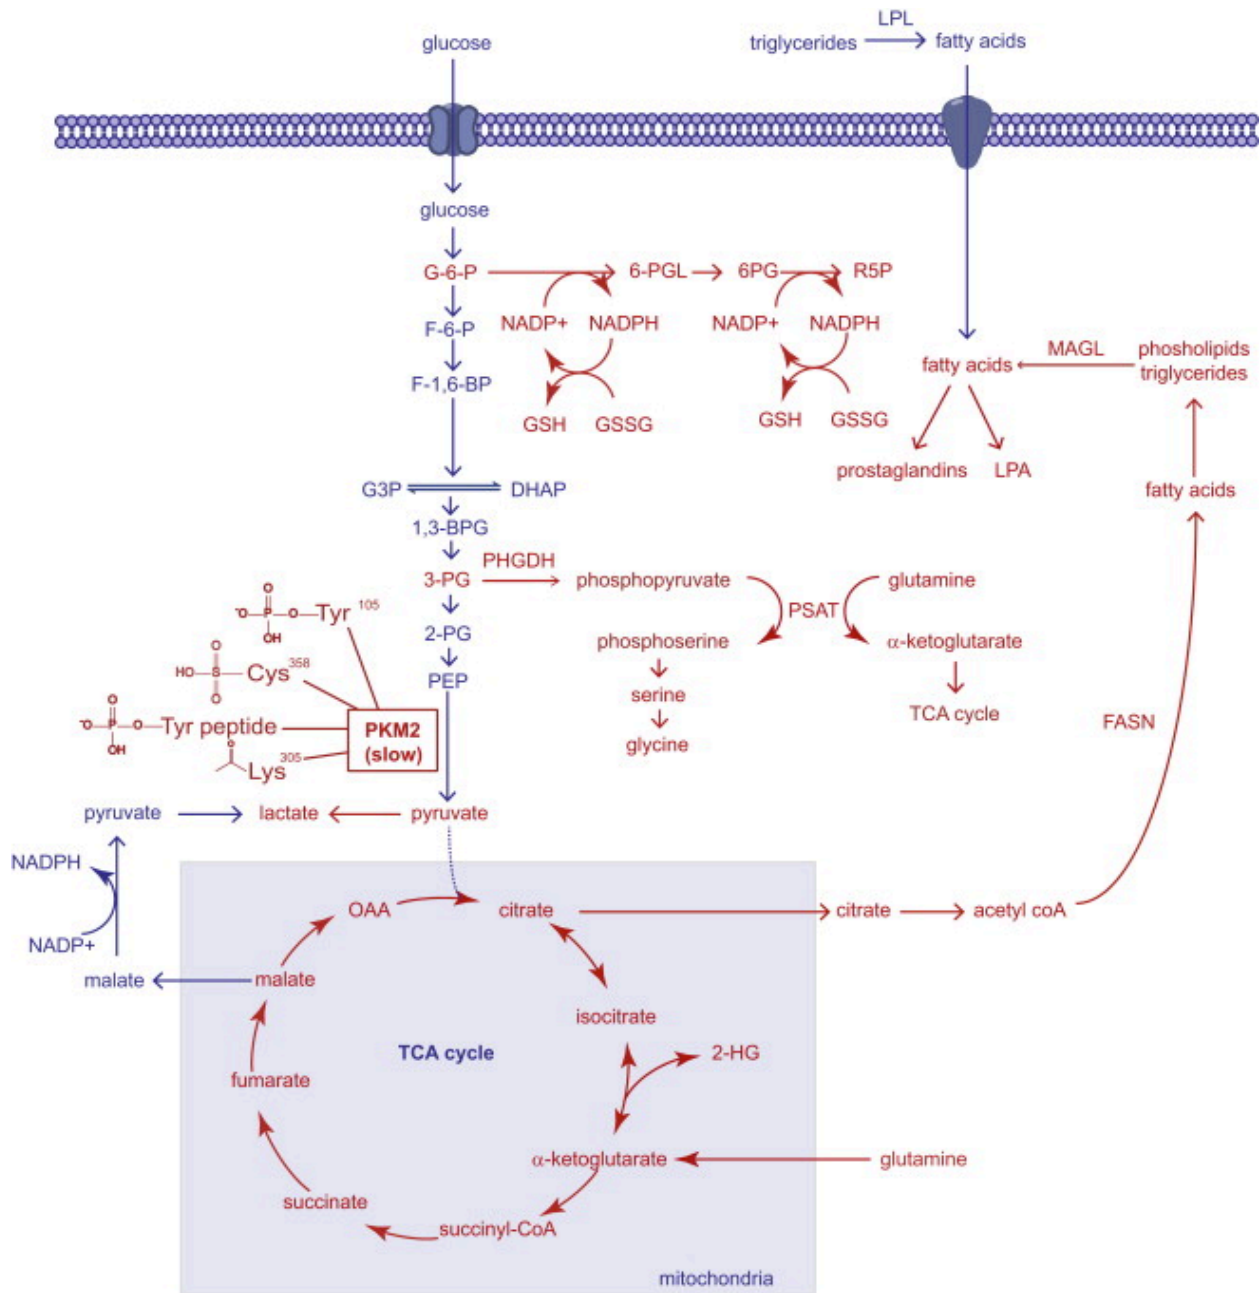 LPL
glucose
triglycerides
fatty acids
glucose
G-6-P
6-PGL
6PG
R5P
NADP+
NADPH
NADP+
NADPH
F-6-P
F-1,6-BP
GSH
GSSG
GSH
GSSG
fatty acids
MAGL
phosholipids
triglycerides
prostaglandins
LPA
fatty acids
G3P
DHAP
1,3-BPG
PHGDH
3-PG
phosphopyruvate
glutamine
PSAT
2-PG
phosphoserine
α-ketoglutarate
PEP
serine
TCA cycle
glycine
FASN
O
-O—P—O—Tyr 105
OH
O
HO—S—Cys 358
O
O
-O—P—O—Tyr peptide
OH
O
Lys 305
PKM2
(slow)
pyruvate
lactate
pyruvate
NADPH
NADP+
malate
OAA
citrate
citrate
acetyl coA
malate
isocitrate
TCA cycle
2-HG
fumarate
α-ketoglutarate
glutamine
succinate
succinyl-CoA
mitochondria